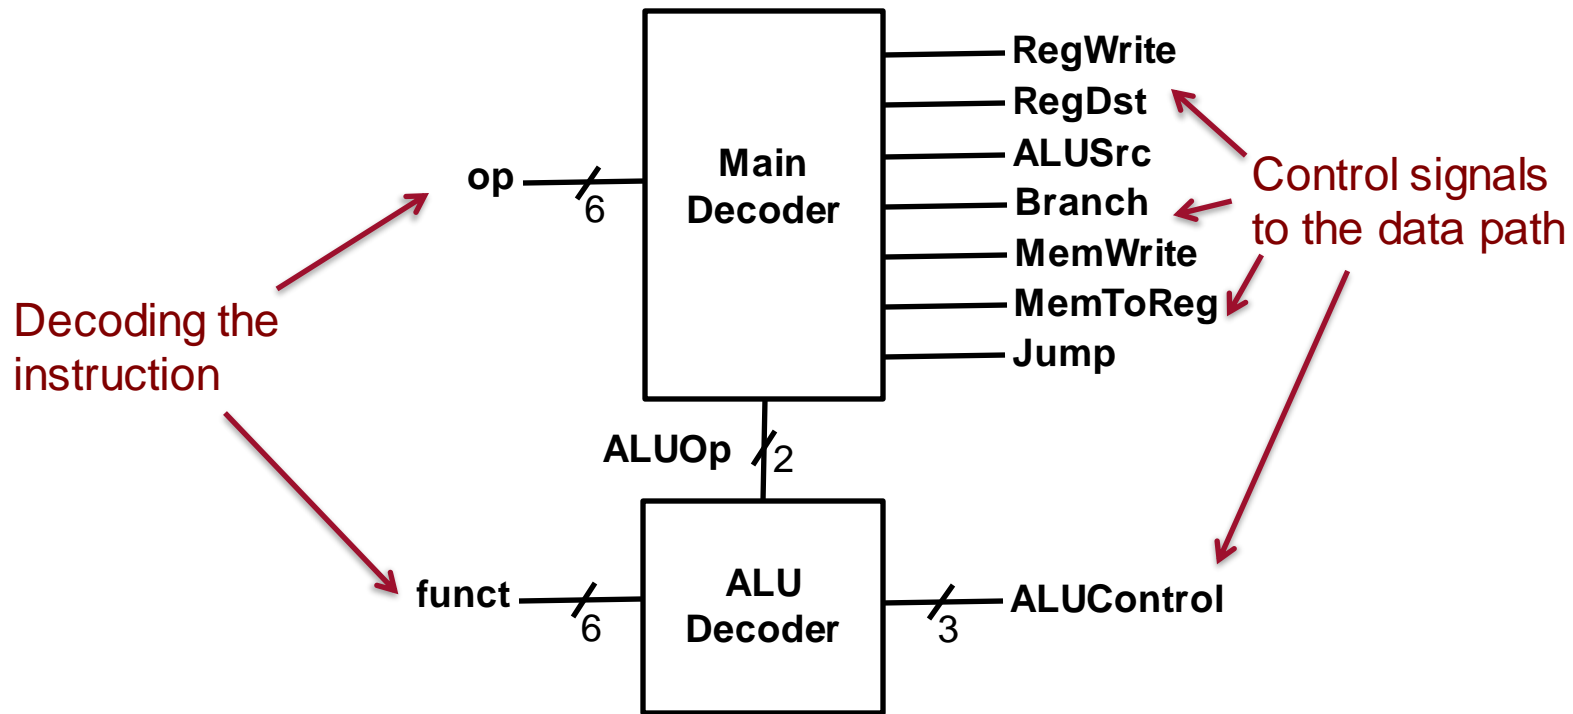 RegWrite
RegDst
ALUSrc
Branch
MemWrite
MemToReg
Jump
Main
Decoder
op
6
Control signals
to the data path
Decoding the
instruction
ALUOp
2
funct
6
ALU
Decoder
3
ALUControl